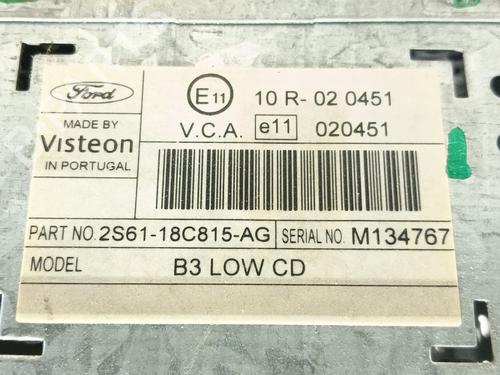 Ford
E11 10 R- 02 0451
MADE BY
Visteon
IN PORTUGAL
V.C.A. e11 020451
PART NO. 2S61-18C815-AG SERIAL NO. M134767
MODEL B3 LOW CD